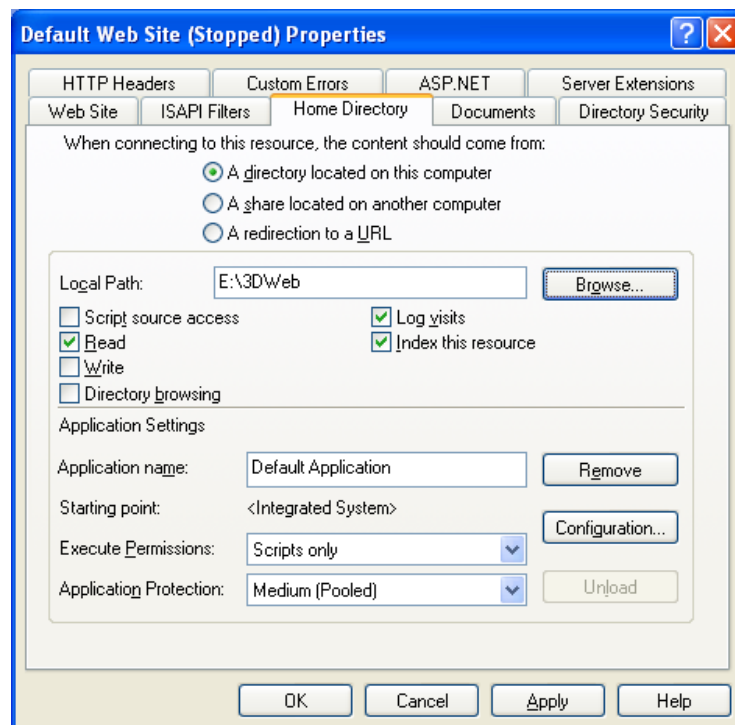 Default Web Site (Stopped) Properties
HTTP Headers Custom Errors ASP.NET Server Extensions
Web Site ISAPI Filters Home Directory Documents Directory Security
When connecting to this resource, the content should come from:
A directory located on this computer
A share located on another computer
A redirection to a URL
Local Path: E:\3DWeb Browse...
Script source access Log visits
Read Index this resource
Write
Directory browsing
Application Settings
Application name: Default Application Remove
Starting point: <Integrated System>
Configuration...
Execute Permissions: Scripts only
Application Protection: Medium (Pooled) Unload
OK Cancel Apply Help